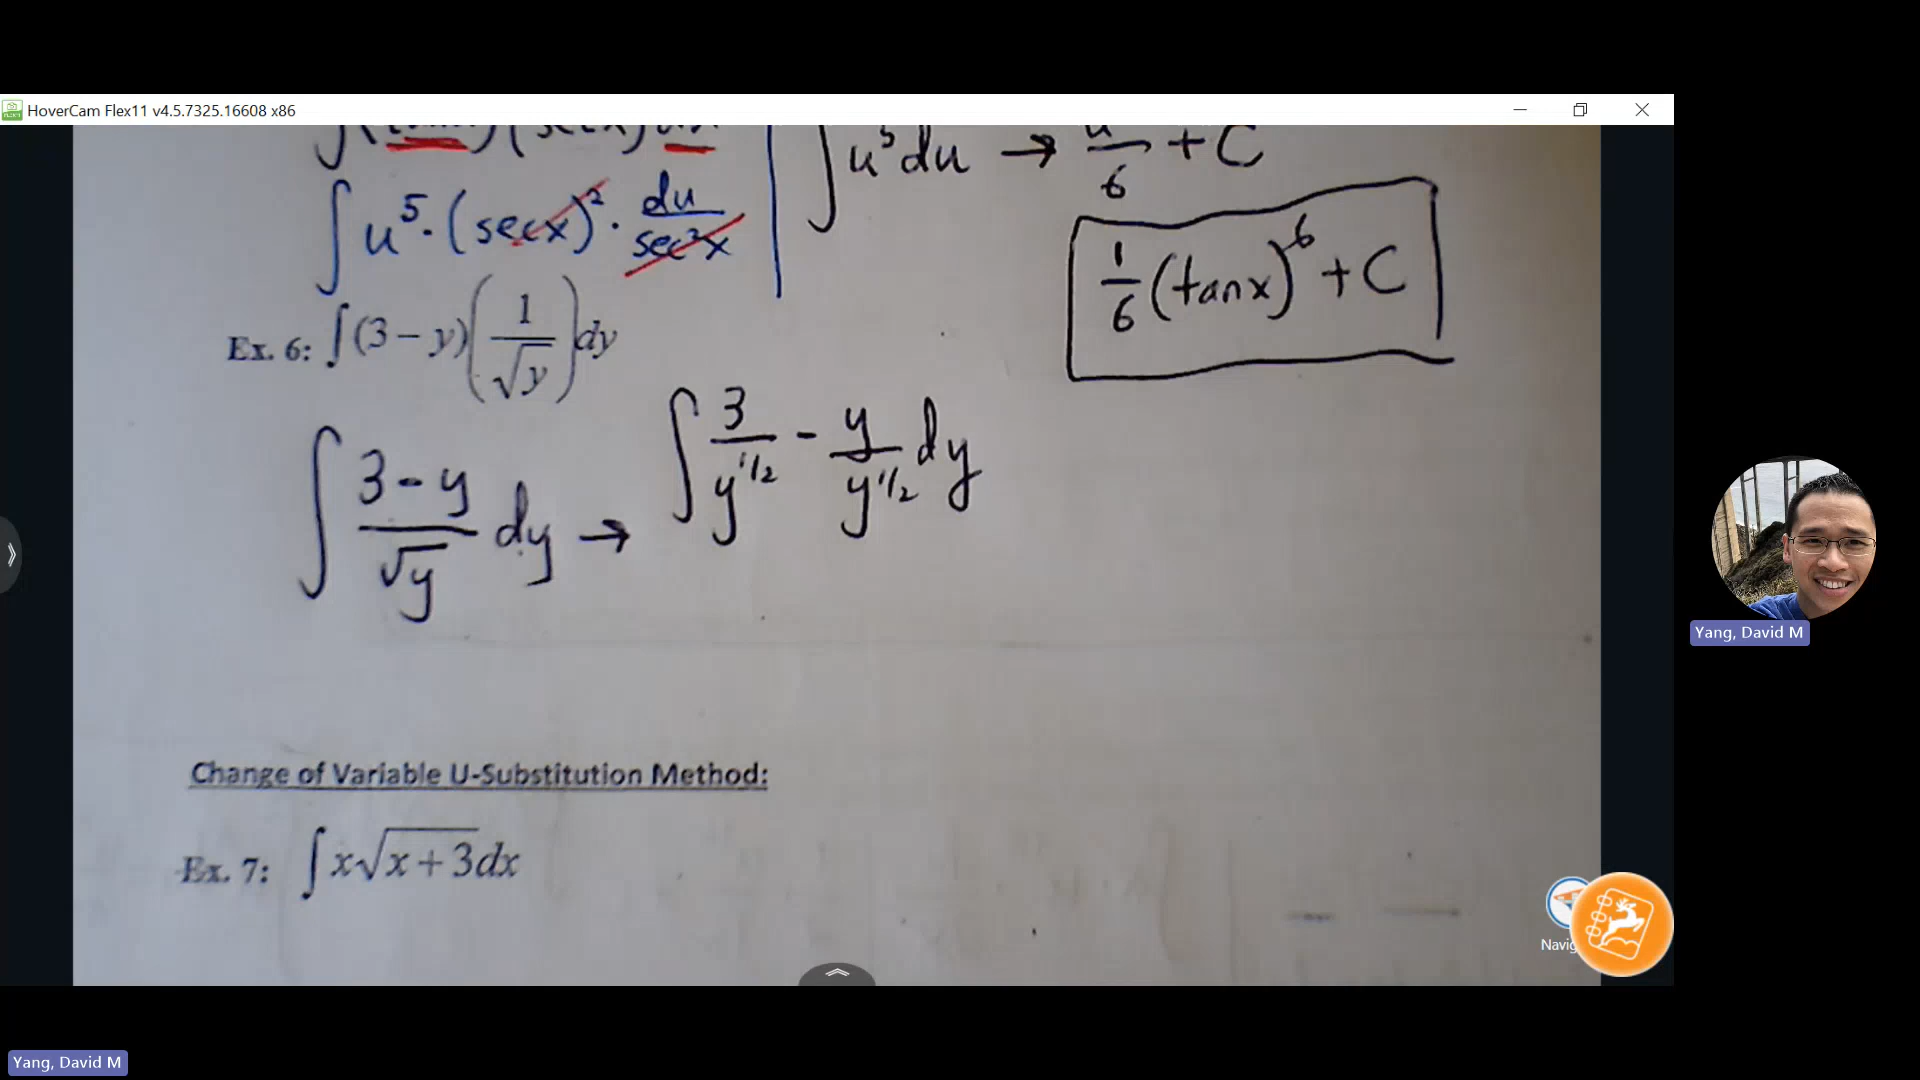 HoverCam Flex11 v4.5.7325.16608 x86
∫ u⁵ du → u/6 + C
∫ u⁵ · (secx)² · du/sec²x
1/6 (tanx)⁶ + C
Ex. 6: ∫(3 − y)(1/√y)dy
∫ (3 - y)/√y dy → ∫ 3/y^1/2 - y/y^1/2 dy
Change of Variable U-Substitution Method:
Ex. 7: ∫x√(x + 3)dx
Yang, David M
Yang, David M